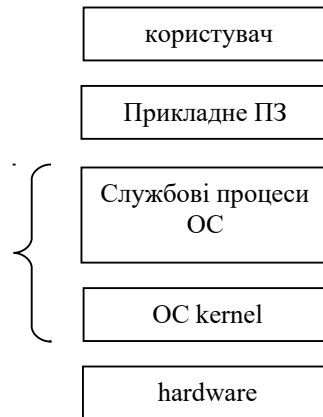 користувач
Прикладне ПЗ
Службові процеси
ОС
ОС kernel
hardware